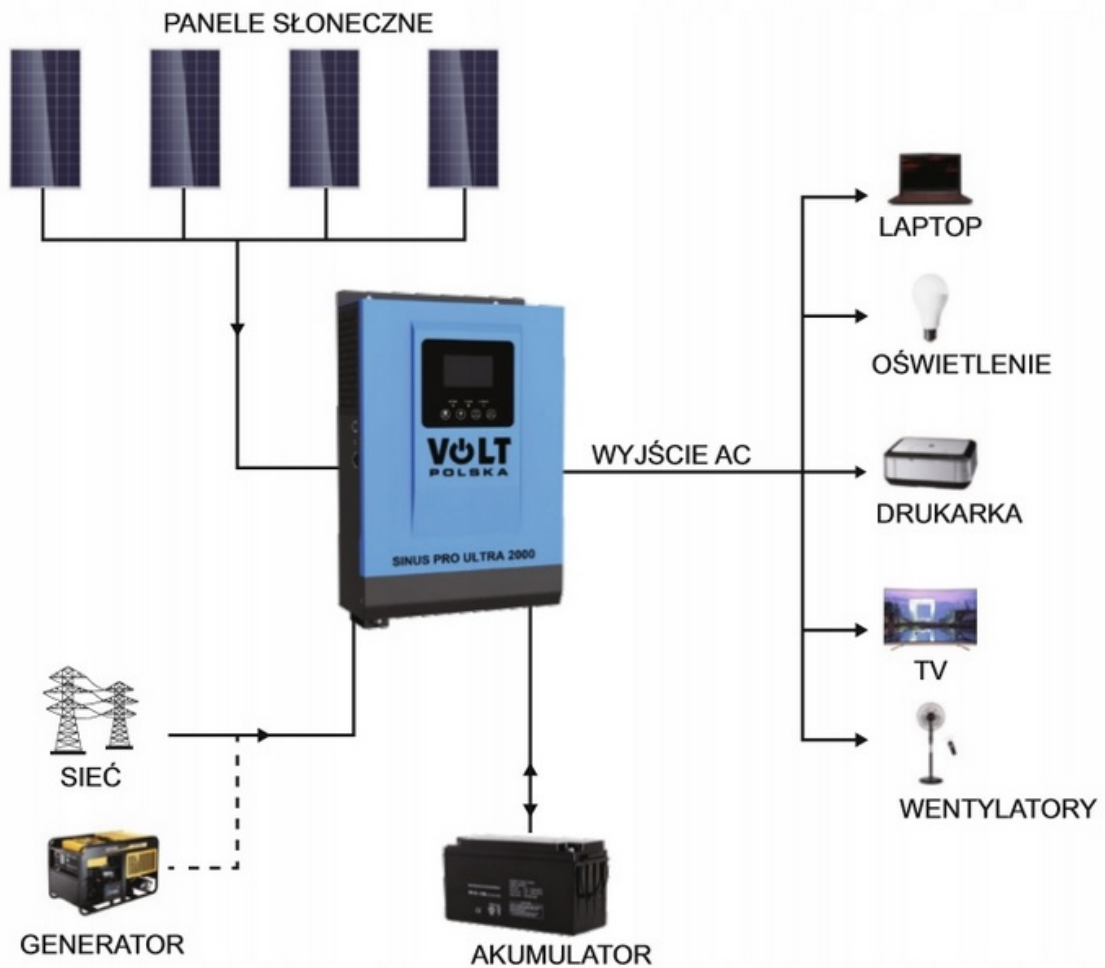 PANELE SŁONECZNE
LAPTOP
OŚWIETLENIE
VOLT
POLSKA
WYJŚCIE AC
DRUKARKA
SINUS PRO ULTRA 2000
TV
SIEĆ
WENTYLATORY
GENERATOR
AKUMULATOR